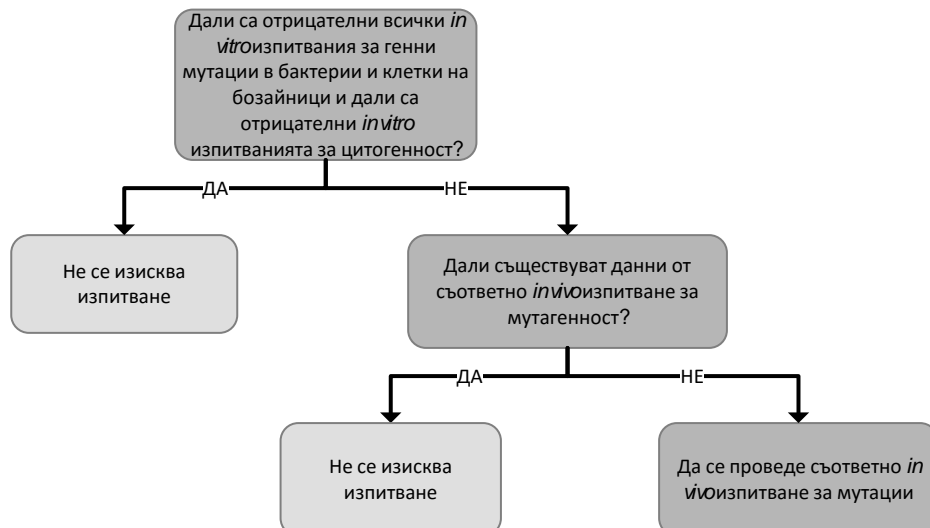 Дали са отрицателни всички in
vitroизпитвания за генни
мутации в бактерии и клетки на
бозайници и дали са
отрицателни invitro
изпитванията за цитогенност?
ДА
НЕ
Не се изисква
изпитване
Дали съществуват данни от
съответно invivoизпитване за
мутагенност?
ДА
НЕ
Не се изисква
изпитване
Да се проведе съответно in
vivoизпитване за мутации